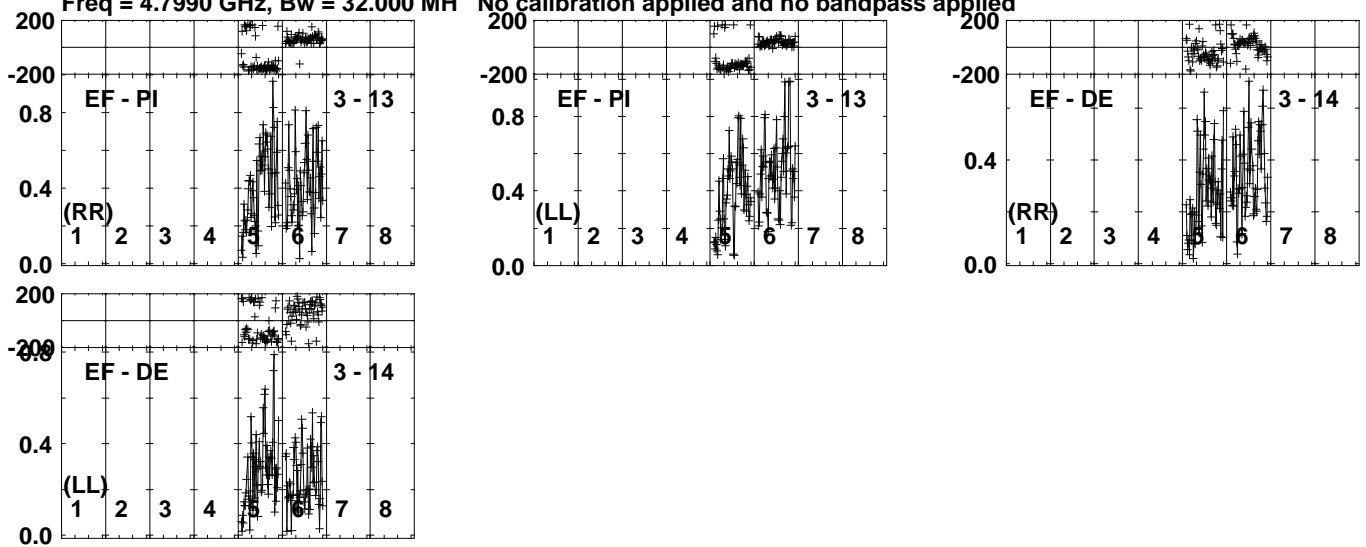 Freq = 4.7990 GHz, Bw = 32.000 MH No calibration applied and no bandpass applied
200
-200
EF - PI 3 - 13
0.8
0.4
(RR)
1 2 3 4 5 6 7 8
0.0
200
-200
EF - PI 3 - 13
0.8
0.4
(LL)
1 2 3 4 5 6 7 8
0.0
200
-200
EF - DE 3 - 14
0.4
(RR)
1 2 3 4 5 6 7 8
0.0
200
-200
0.8
EF - DE 3 - 14
0.4
(LL)
1 2 3 4 5 6 7 8
0.0